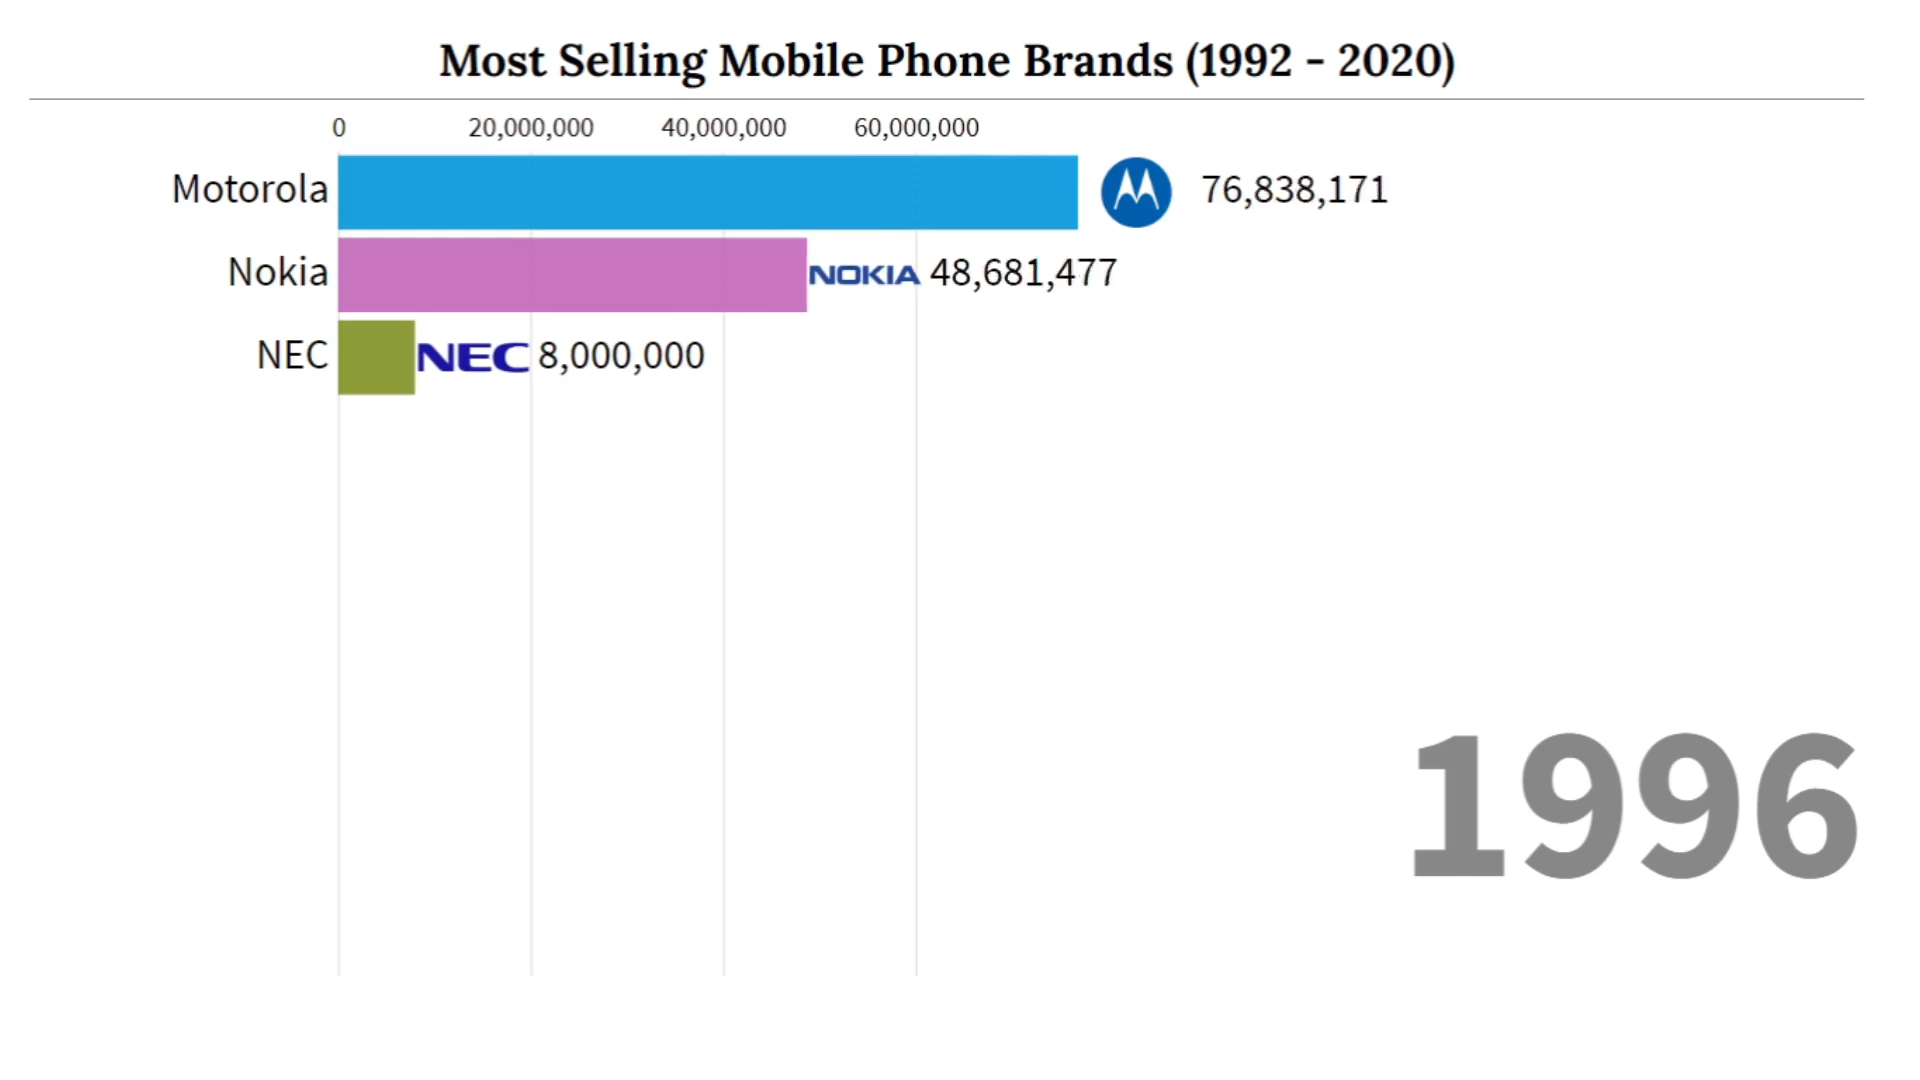 Most Selling Mobile Phone Brands (1992 - 2020)
0 20,000,000 40,000,000 60,000,000
Motorola 76,838,171
Nokia NOKIA 48,681,477
NEC NEC 8,000,000
1996